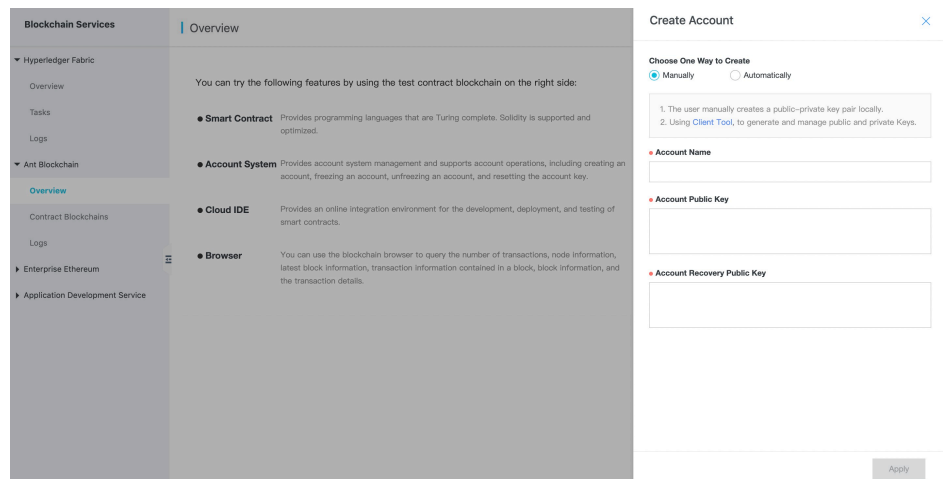 Blockchain Services
Hyperledger Fabric
Overview
Tasks
Logs
Ant Blockchain
Overview
Contract Blockchains
Logs
Enterprise Ethereum
Application Development Service
Overview
You can try the following features by using the test contract blockchain on the right side:
Smart Contract Provides programming languages that are Turing complete. Solidity is supported and
optimized.
Account System Provides account system management and supports account operations, including creating an
account, freezing an account, unfreezing an account, and resetting the account key.
Cloud IDE Provides an online integration environment for the development, deployment, and testing of
smart contracts.
Browser You can use the blockchain browser to query the number of transactions, node information,
latest block information, transaction information contained in a block, block information, and
the transaction details.
Create Account
Choose One Way to Create
Manually Automatically
1. The user manually creates a public-private key pair locally.
2. Using Client Tool, to generate and manage public and private Keys.
Account Name
Account Public Key
Account Recovery Public Key
Apply